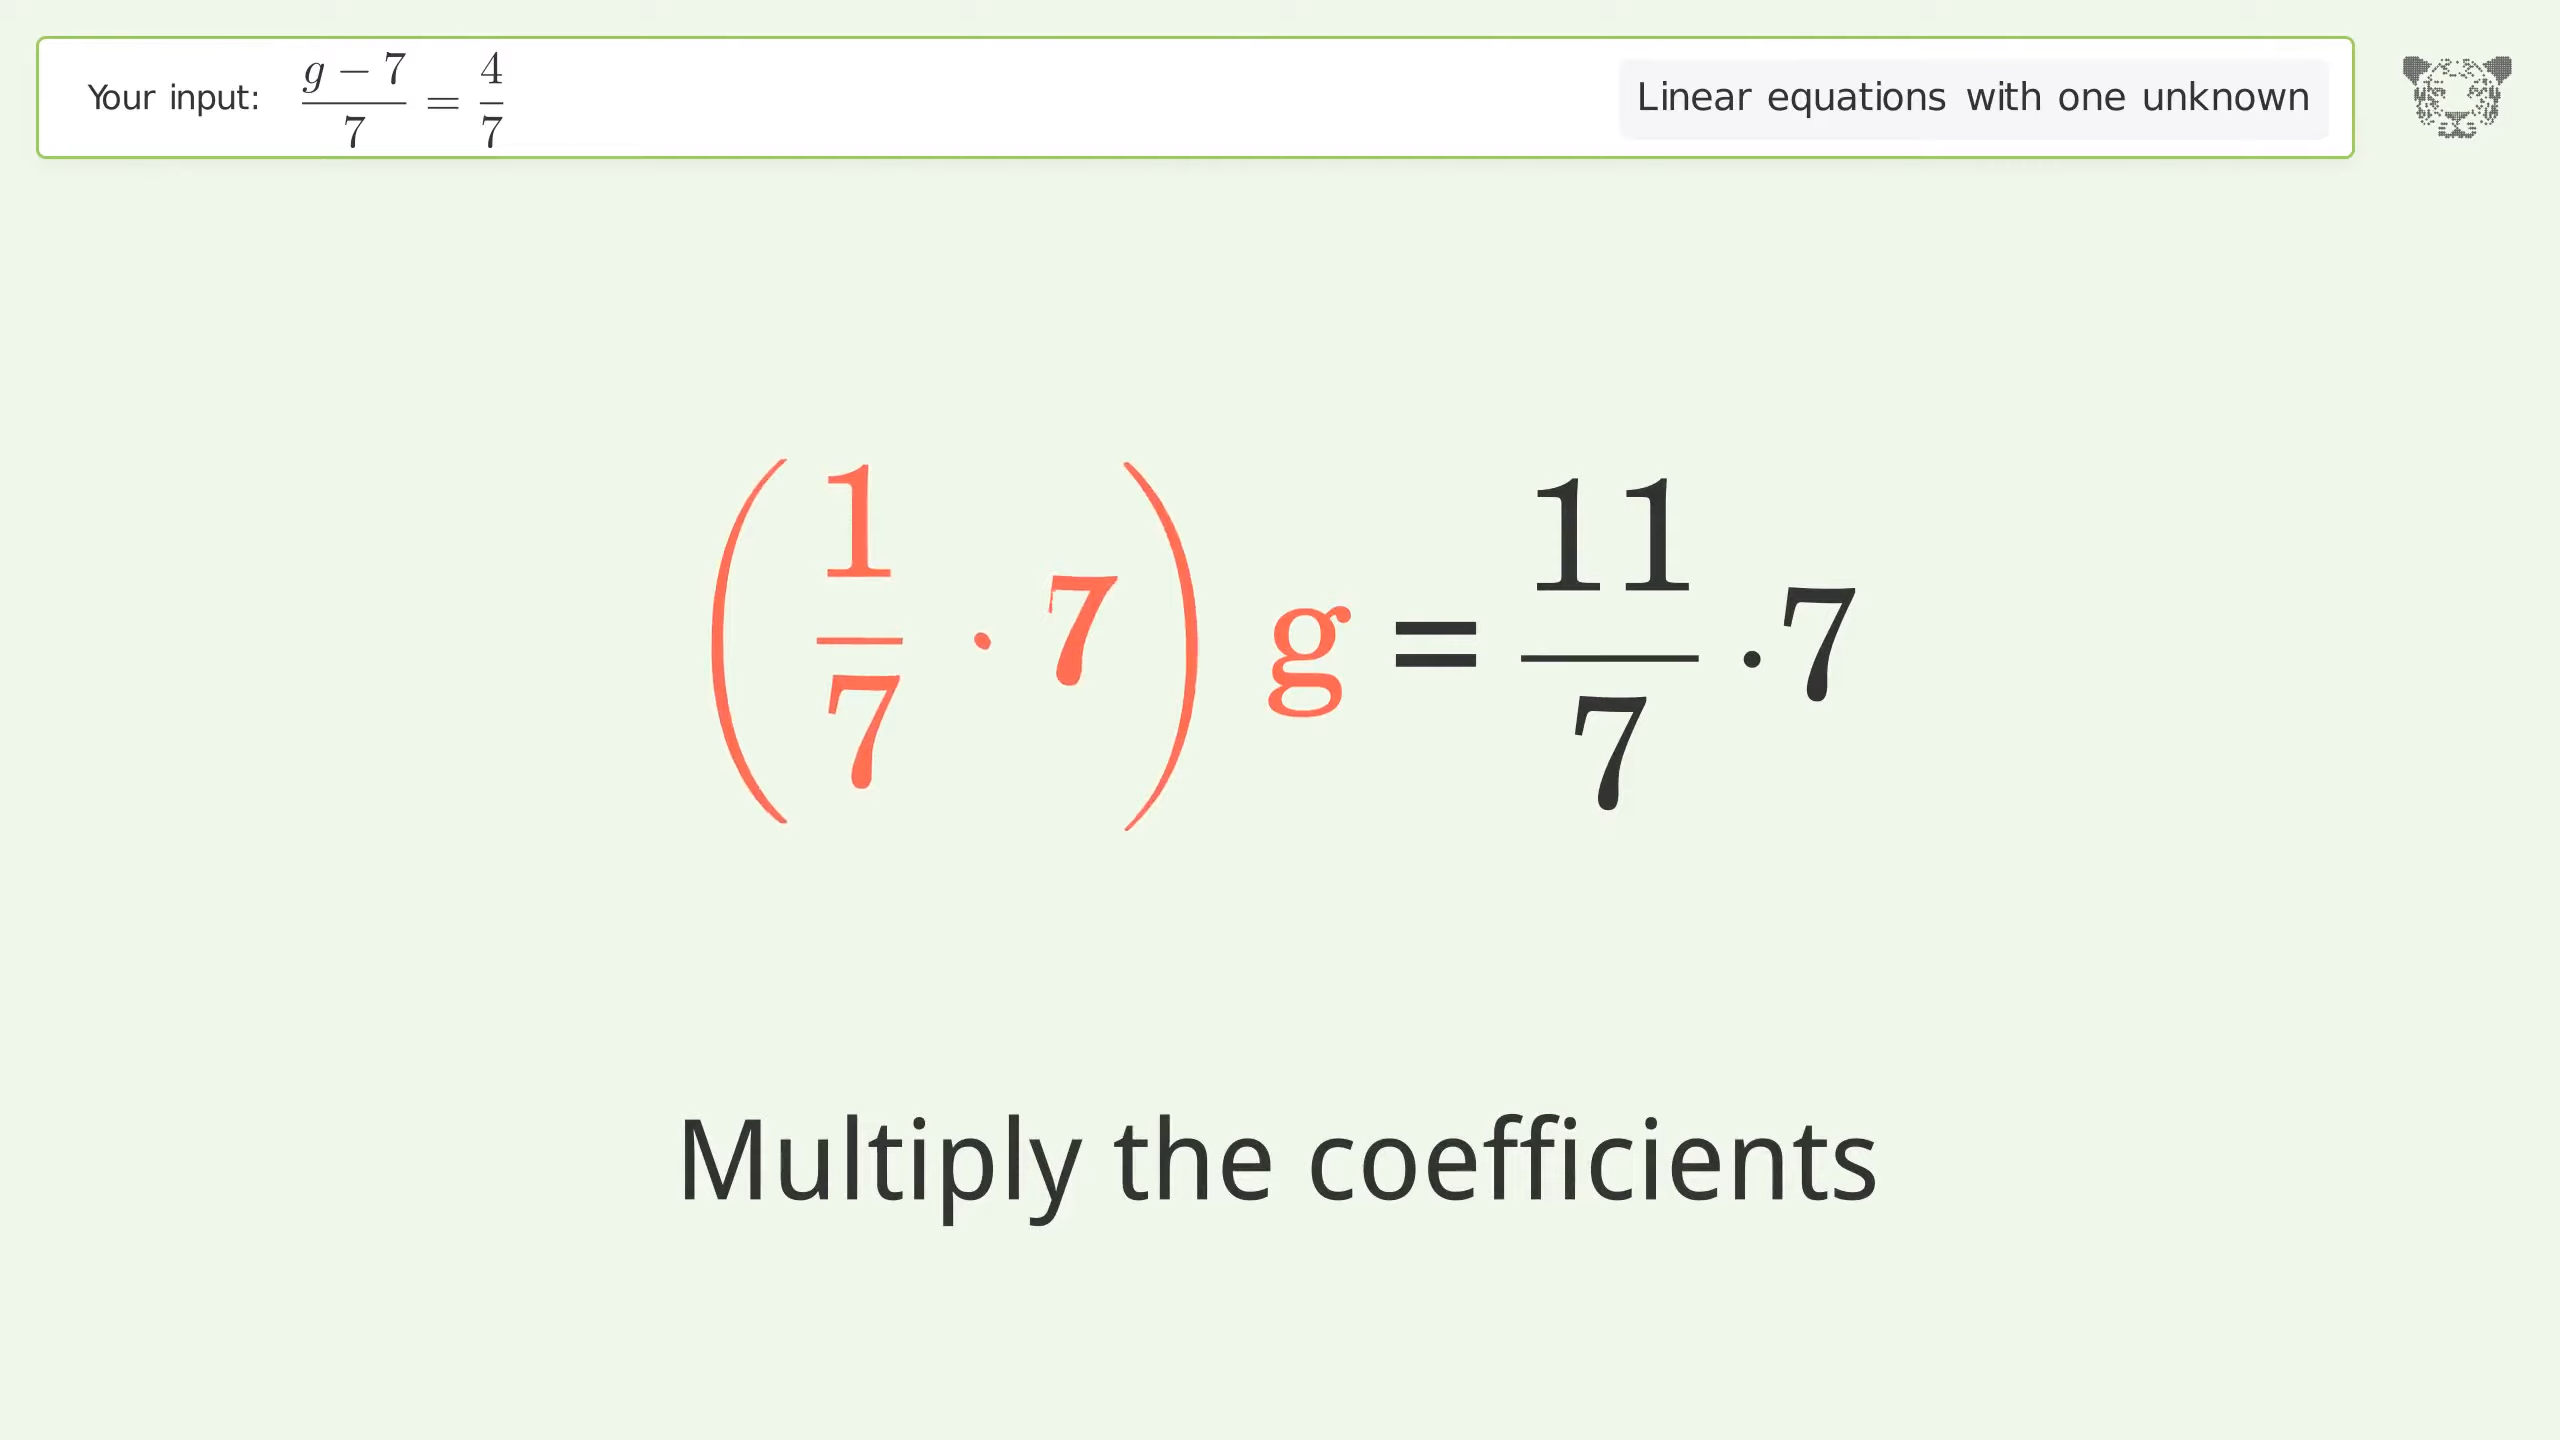 Your input: (g − 7)/7 = 4/7
Linear equations with one unknown
(1/7 · 7) g = 11/7 · 7
Multiply the coefficients